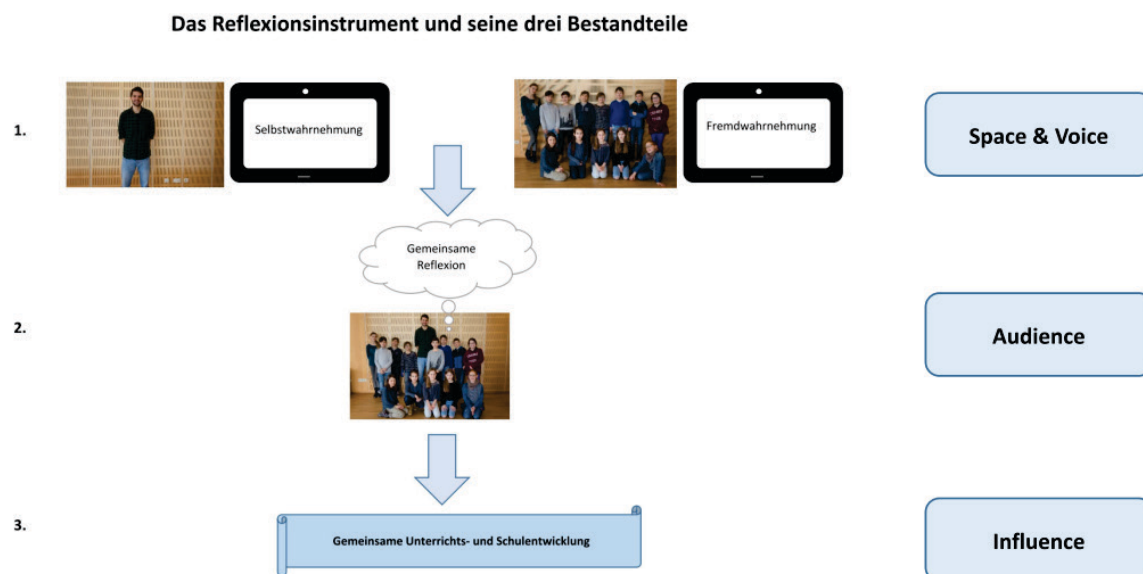 Das Reflexionsinstrument und seine drei Bestandteile
1.
Selbstwahrnehmung
Fremdwahrnehmung
Space & Voice
Gemeinsame
Reflexion
2.
Audience
3.
Gemeinsame Unterrichts- und Schulentwicklung
Influence